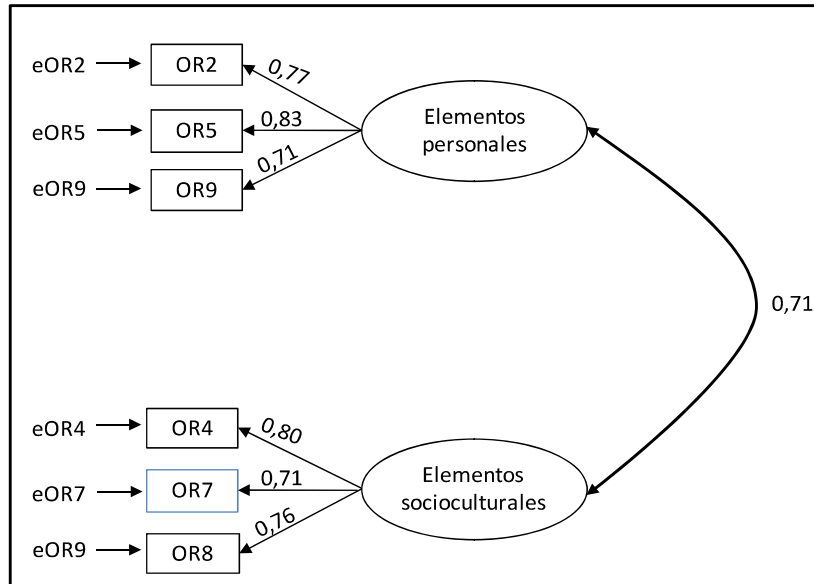 eOR2 OR2 0,77
eOR5 OR5 0,83
eOR9 OR9 0,71
Elementos
personales
0,71
eOR4 OR4 0,80
eOR7 OR7 0,71
eOR9 OR8 0,76
Elementos
socioculturales